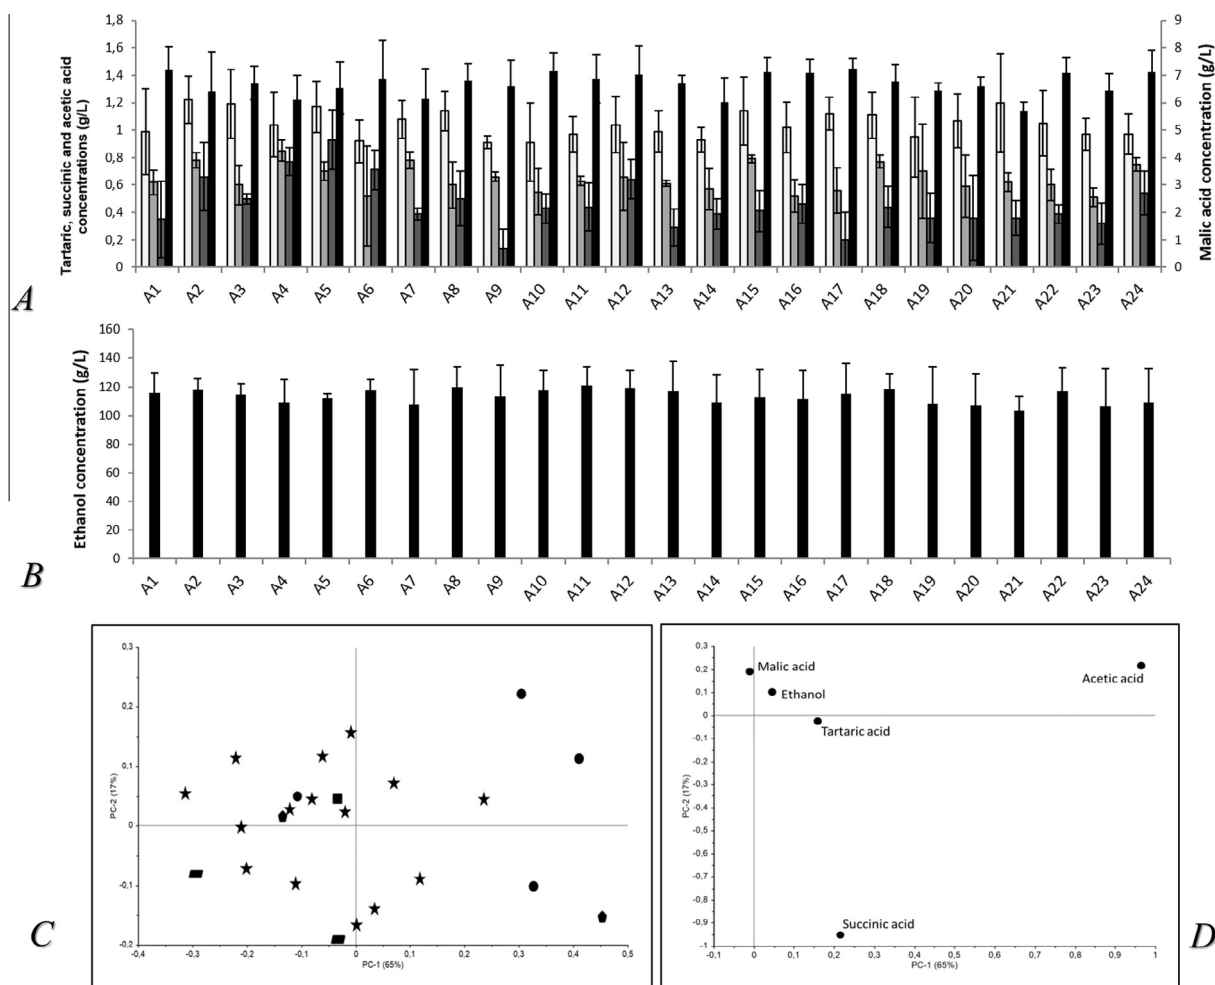 Tartaric, succinic and acetic acid
concentrations (g/L)
1,8
1,6
1,4
1,2
1
0,8
0,6
0,4
0,2
0
9
8
7
6
5
4
3
2
1
0
Malic acid concentration (g/L)
A1 A2 A3 A4 A5 A6 A7 A8 A9 A10 A11 A12 A13 A14 A15 A16 A17 A18 A19 A20 A21 A22 A23 A24
A
Ethanol concentration (g/L)
160
140
120
100
80
60
40
20
0
A1 A2 A3 A4 A5 A6 A7 A8 A9 A10 A11 A12 A13 A14 A15 A16 A17 A18 A19 A20 A21 A22 A23 A24
B
PC-2 (17%)
0,3
0,2
0,1
0
-0,1
-0,2
-0,4 -0,3 -0,2 -0,1 0 0,1 0,2 0,3 0,4 0,5
PC-1 (65%)
C
PC-2 (17%)
0,3
0,2
0,1
0
-0,1
-0,2
-0,3
-0,4
-0,5
-0,6
-0,7
-0,8
-0,9
-1
Malic acid
Ethanol
Tartaric acid
Acetic acid
Succinic acid
-0,1 0 0,1 0,2 0,3 0,4 0,5 0,6 0,7 0,8 0,9 1
PC-1 (65%)
D